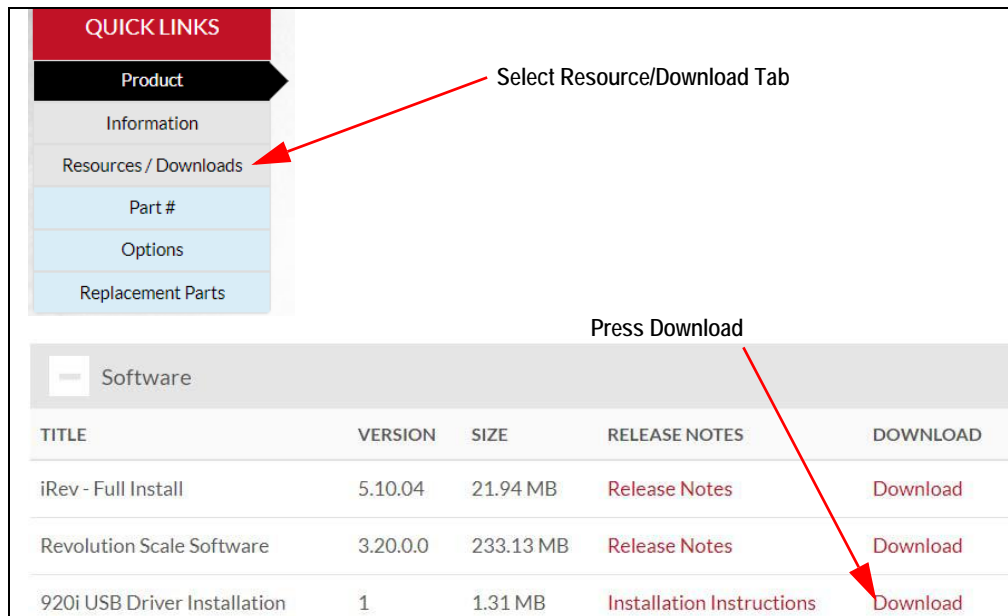 QUICK LINKS
Product
Select Resource/Download Tab
Information
Resources / Downloads
Part #
Options
Replacement Parts
Press Download
Software
TITLE VERSION SIZE RELEASE NOTES DOWNLOAD
iRev - Full Install 5.10.04 21.94 MB Release Notes Download
Revolution Scale Software 3.20.0.0 233.13 MB Release Notes Download
920i USB Driver Installation 1 1.31 MB Installation Instructions Download